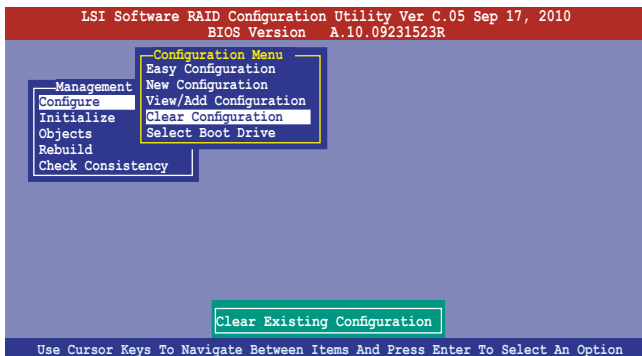 LSI Software RAID Configuration Utility Ver C.05 Sep 17, 2010
BIOS Version A.10.09231523R
Configuration Menu
Easy Configuration
New Configuration
View/Add Configuration
Clear Configuration
Select Boot Drive
Management
Configure
Initialize
Objects
Rebuild
Check Consistency
Clear Existing Configuration
Use Cursor Keys To Navigate Between Items And Press Enter To Select An Option